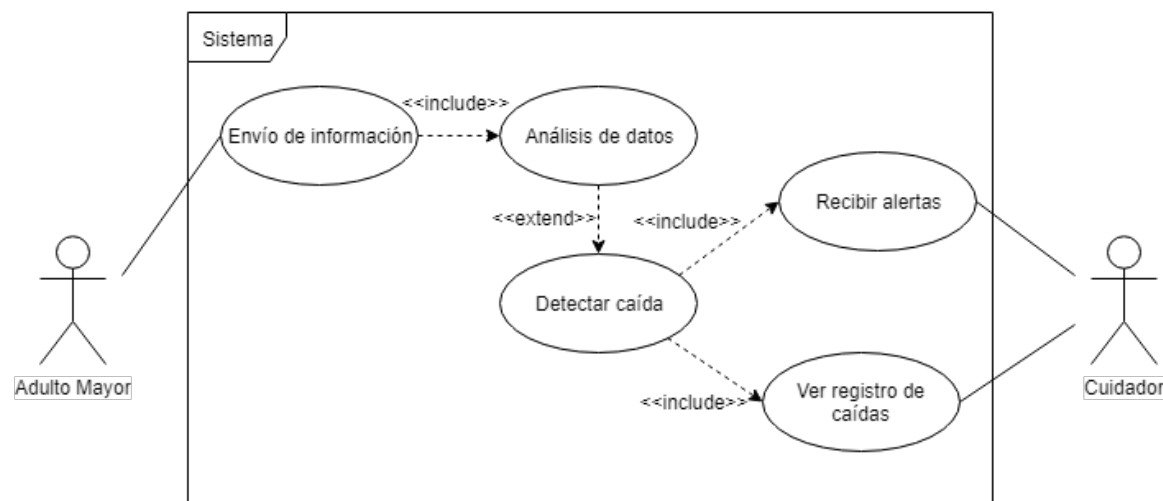 Sistema
<<include>>
Envío de información
Análisis de datos
<<extend>>
<<include>>
Recibir alertas
Detectar caída
Adulto Mayor
Cuidador
<<include>>
Ver registro de
caídas